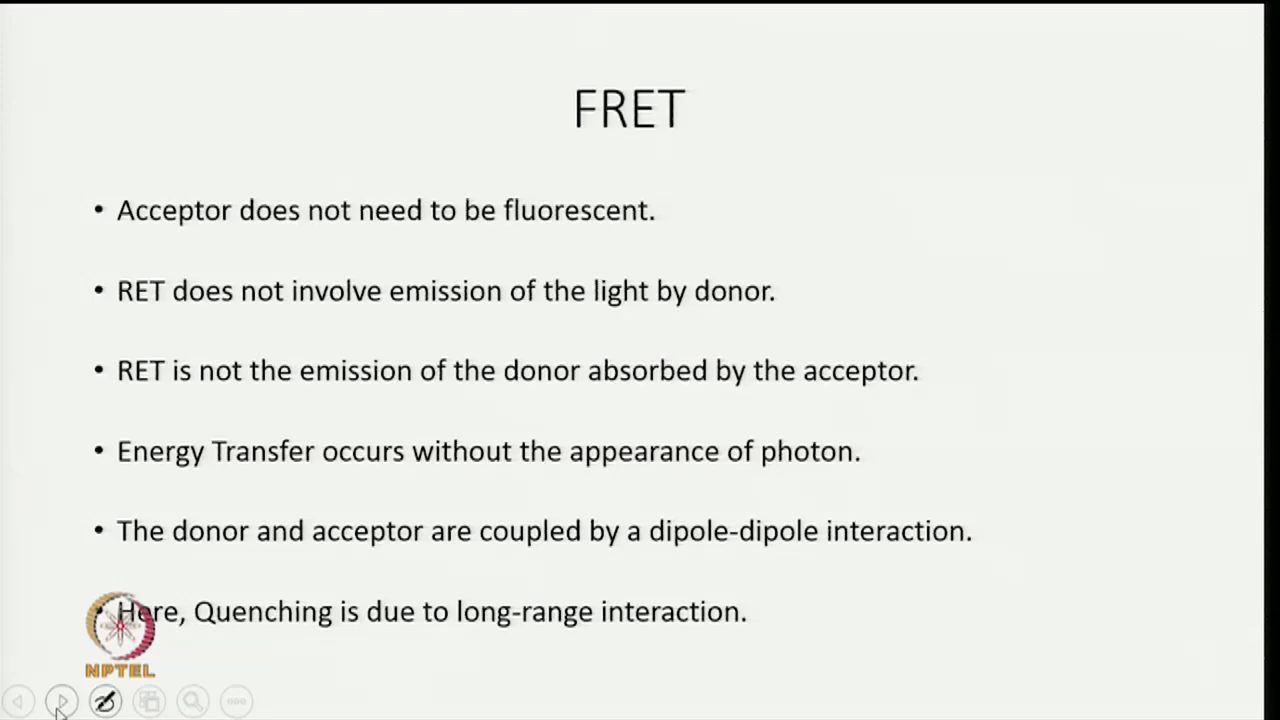 FRET
• Acceptor does not need to be fluorescent.
• RET does not involve emission of the light by donor.
• RET is not the emission of the donor absorbed by the acceptor.
• Energy Transfer occurs without the appearance of photon.
• The donor and acceptor are coupled by a dipole-dipole interaction.
• Here, Quenching is due to long-range interaction.
NPTEL